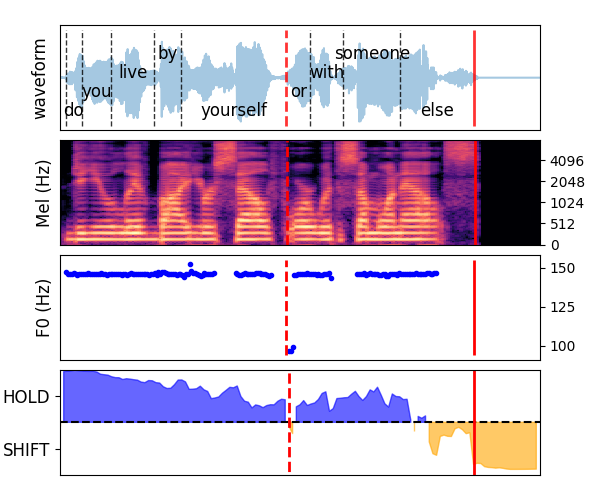 waveform
do
you
live
by
yourself
or
with
someone
else
Mel (Hz)
4096
2048
1024
512
0
F0 (Hz)
150
125
100
HOLD
SHIFT